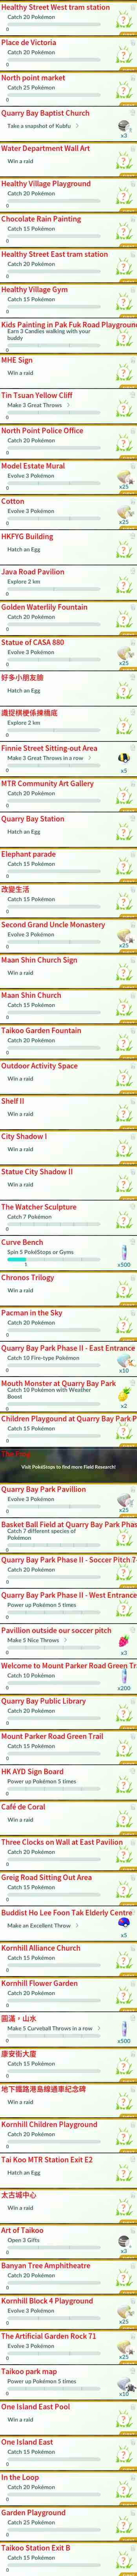 Healthy Street West tram station
Catch 20 Pokémon
0
Place de Victoria
Catch 20 Pokémon
0
North point market
Catch 25 Pokémon
0
Quarry Bay Baptist Church
Take a snapshot of Kubfu >
x3
Water Department Wall Art
Win a raid
Healthy Village Playground
Catch 20 Pokémon
0
Chocolate Rain Painting
Catch 15 Pokémon
0
Healthy Street East tram station
Catch 20 Pokémon
0
Healthy Village Gym
Catch 15 Pokémon
0
Kids Painting in Pak Fuk Road Playground
Earn 3 Candies walking with your
buddy
0
MHE Sign
Win a raid
Tin Tsuan Yellow Cliff
Make 3 Great Throws >
0
North Point Police Office
Catch 20 Pokémon
0
Model Estate Mural
Evolve 3 Pokémon
0
x25
Cotton
Evolve 3 Pokémon
0
x25
HKFYG Building
Hatch an Egg
Java Road Pavilion
Explore 2 km
0
Golden Waterlily Fountain
Catch 20 Pokémon
0
Statue of CASA 880
Evolve 3 Pokémon
0
x25
好多小朋友臉
Hatch an Egg
識捉棋梗係揀橋底
Explore 2 km
0
Finnie Street Sitting-out Area
Make 3 Great Throws in a row >
0
x5
MTR Community Art Gallery
Catch 20 Pokémon
0
Quarry Bay Station
Hatch an Egg
Elephant parade
Catch 15 Pokémon
0
改變生活
Catch 15 Pokémon
0
Second Grand Uncle Monastery
Evolve 3 Pokémon
0
x25
Maan Shin Church Sign
Win a raid
Maan Shin Church
Catch 15 Pokémon
0
Taikoo Garden Fountain
Catch 20 Pokémon
0
Outdoor Activity Space
Win a raid
Shelf II
Win a raid
City Shadow I
Win a raid
Statue City Shadow II
Win a raid
The Watcher Sculpture
Catch 7 Pokémon
0
Curve Bench
Spin 5 PokéStops or Gyms
1
x500
Chronos Trilogy
Win a raid
Pacman in the Sky
Catch 20 Pokémon
0
Quarry Bay Park Phase II - East Entrance
Catch 10 Fire-type Pokémon
0
x10
Mouth Monster at Quarry Bay Park
Catch 10 Pokémon with Weather
Boost
0
x2
Children Playgound at Quarry Bay Park P
Catch 15 Pokémon
0
Visit PokéStops to find more Field Research!
Quarry Bay Park Pavillion
Evolve 3 Pokémon
0
x25
Basket Ball Field at Quarry Bay Park Phas
Catch 7 different species of
Pokémon
0
Quarry Bay Park Phase II - Soccer Pitch 7-
Catch 20 Pokémon
0
Quarry Bay Park Phase II - West Entrance
Power up Pokémon 5 times
0
Pavillion outside our soccer pitch
Make 5 Nice Throws >
0
x3
Welcome to Mount Parker Road Green Tr
Catch 10 Pokémon
0
x200
Quarry Bay Public Library
Catch 20 Pokémon
0
Mount Parker Road Green Trail
Catch 15 Pokémon
0
HK AYD Sign Board
Power up Pokémon 5 times
0
Café de Coral
Win a raid
Three Clocks on Wall at East Pavilion
Catch 20 Pokémon
0
Greig Road Sitting Out Area
Catch 15 Pokémon
0
Buddist Ho Lee Foon Tak Elderly Centre
Make an Excellent Throw >
x5
Kornhill Alliance Church
Catch 15 Pokémon
0
Kornhill Flower Garden
Catch 20 Pokémon
0
圓滿，山水
Make 5 Curveball Throws in a row >
0
x500
康安街大廈
Catch 15 Pokémon
0
地下鐵路港島線通車紀念碑
Win a raid
Kornhill Children Playground
Catch 20 Pokémon
0
Tai Koo MTR Station Exit E2
Hatch an Egg
太古城中心
Win a raid
Art of Taikoo
Open 3 Gifts
0
x3
Banyan Tree Amphitheatre
Catch 20 Pokémon
0
Kornhill Block 4 Playground
Evolve 3 Pokémon
0
x25
The Artificial Garden Rock 71
Evolve 3 Pokémon
0
x25
Taikoo park map
Power up Pokémon 5 times
0
x10
One Island East Pool
Win a raid
One Island East
Catch 15 Pokémon
0
In the Loop
Catch 20 Pokémon
0
Garden Playground
Catch 25 Pokémon
0
Taikoo Station Exit B
Catch 15 Pokémon
0